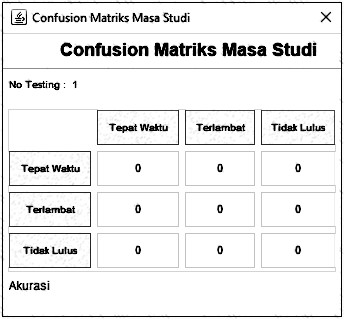 Confusion Matriks Masa Studi
Confusion Matriks Masa Studi
No Testing : 1
Tepat Waktu Terlambat Tidak Lulus
Tepat Waktu 0 0 0
Terlambat 0 0 0
Tidak Lulus 0 0 0
Akurasi